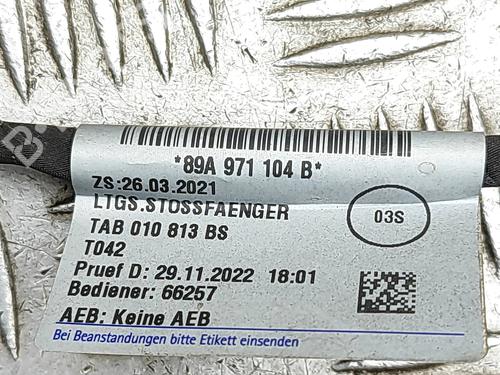 *89A 971 104 B*
ZS:26.03.2021
LTGS.STOSSFAENGER
03S
TAB 010 813 BS
T042
Pruef D: 29.11.2022 18:01
Bediener: 66257
AEB: Keine AEB
Bei Beanstandungen bitte Etikett einsenden